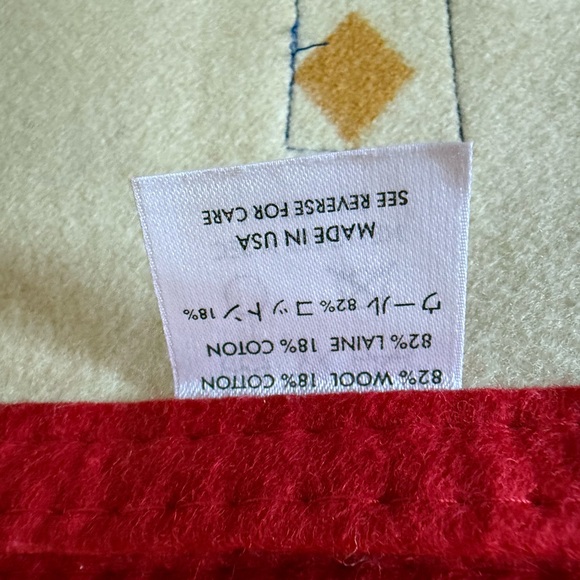 82% WOOL 18% COTTON
82% LAINE 18% COTON
ウール 82% コットン 18%
MADE IN USA
SEE REVERSE FOR CARE